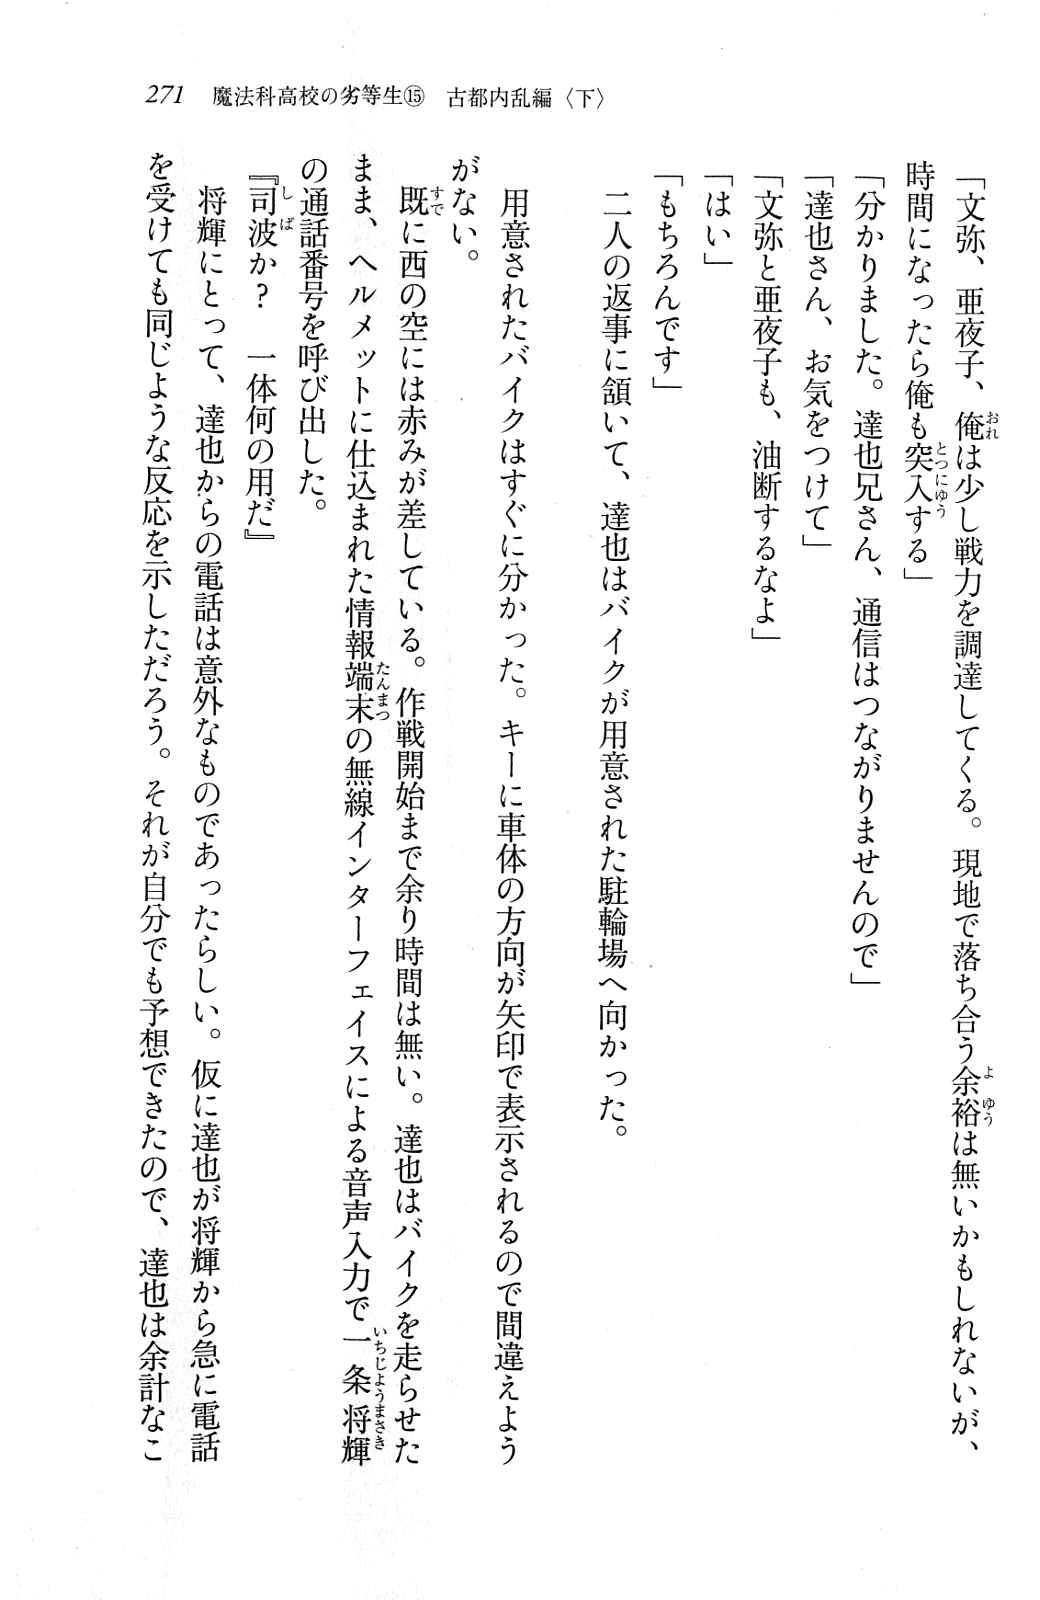 271 魔法科高校の劣等生⑮ 古都内乱編〈下〉
「文弥、亜夜子、俺は少し戦力を調達してくる。現地で落ち合う余裕は無いかもしれないが、
時間になったら俺も突入する」
「分かりました。達也兄さん、通信はつながりませんので」
「達也さん、お気をつけて」
「文弥と亜夜子も、油断するなよ」
「はい」
「もちろんです」
二人の返事に頷いて、達也はバイクが用意された駐輪場へ向かった。
用意されたバイクはすぐに分かった。キーに車体の方向が矢印で表示されるので間違えよう
がない。
既に西の空には赤みが差している。作戦開始まで余り時間は無い。達也はバイクを走らせた
まま、ヘルメットに仕込まれた情報端末の無線インターフェイスによる音声入力で一条将輝
の通話番号を呼び出した。
『司波か? 一体何の用だ』
将輝にとって、達也からの電話は意外なものであったらしい。仮に達也が将輝から急に電話
を受けても同じような反応を示しただろう。それが自分でも予想できたので、達也は余計なこ